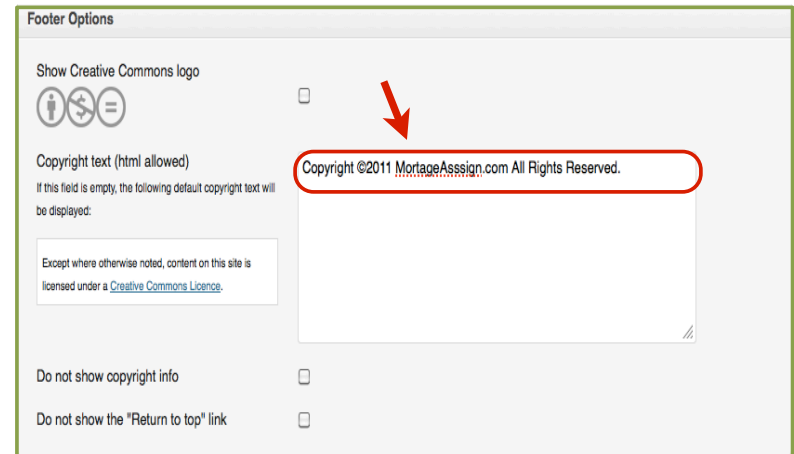 Footer Options
Show Creative Commons logo
Copyright text (html allowed)
If this field is empty, the following default copyright text will
be displayed:
Except where otherwise noted, content on this site is
licensed under a Creative Commons Licence.
Copyright ©2011 MortageAsssign.com All Rights Reserved.
Do not show copyright info
Do not show the "Return to top" link